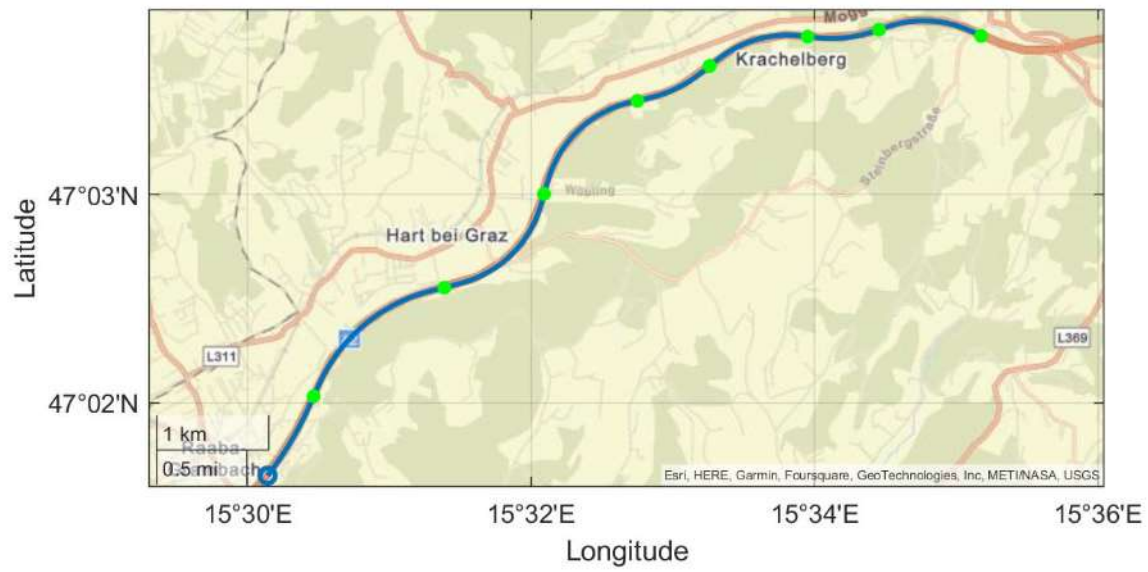 Mogg
Krachelberg
Steinbergstraße
47°03'N
Wöbling
Hart bei Graz
Latitude
L311
L369
47°02'N
1 km
Raaba-
Grambach
0.5 mi
Esri, HERE, Garmin, Foursquare, GeoTechnologies, Inc, METI/NASA, USGS
15°30'E
15°32'E
15°34'E
15°36'E
Longitude